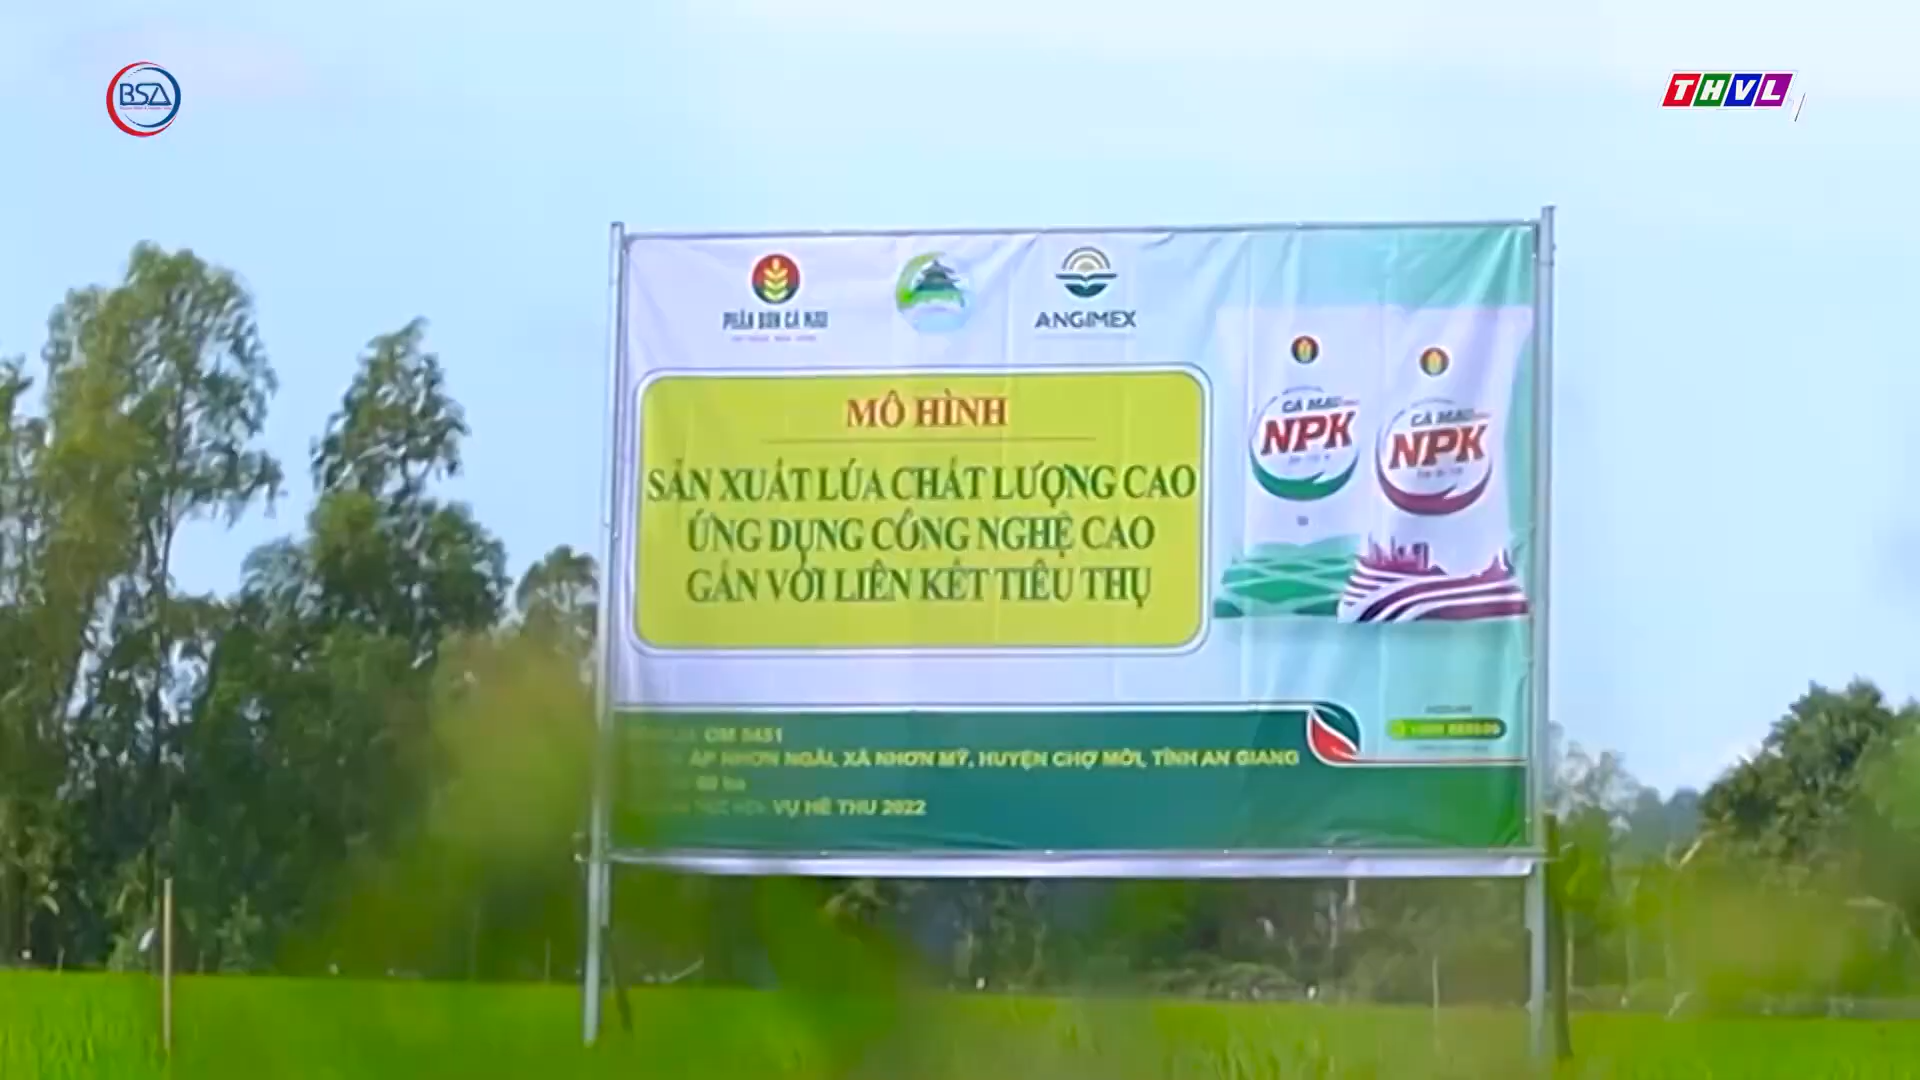 BSA
THVL
PHÂN BÓN CÀ MAU
ANGIMEX
MÔ HÌNH
SẢN XUẤT LÚA CHẤT LƯỢNG CAO
ỨNG DỤNG CÔNG NGHỆ CAO
GẮN VỚI LIÊN KẾT TIÊU THỤ
CÀ MAU
NPK
CÀ MAU
NPK
OM 5451
ẤP NHƠN NGÃI, XÃ NHƠN MỸ, HUYỆN CHỢ MỚI, TỈNH AN GIANG
ha
VỤ HÈ THU 2022